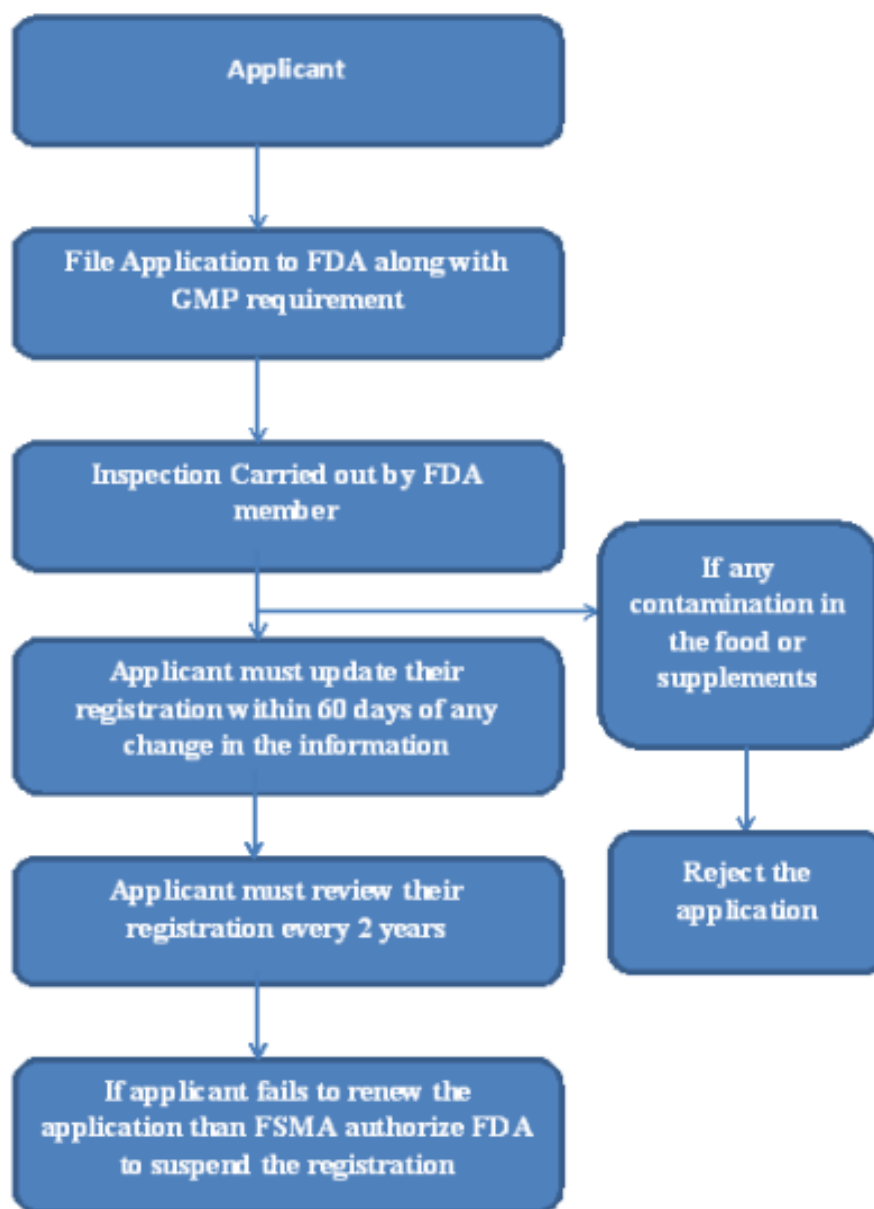 Applicant
File Application to FDA along with
GMP requirement
Inspection Carried out by FDA
member
If any
contamination in
the food or
supplements
Applicant must update their
registration within 60 days of any
change in the information
Reject the
application
Applicant must review their
registration every 2 years
If applicant fails to renew the
application than FSMA authorize FDA
to suspend the registration